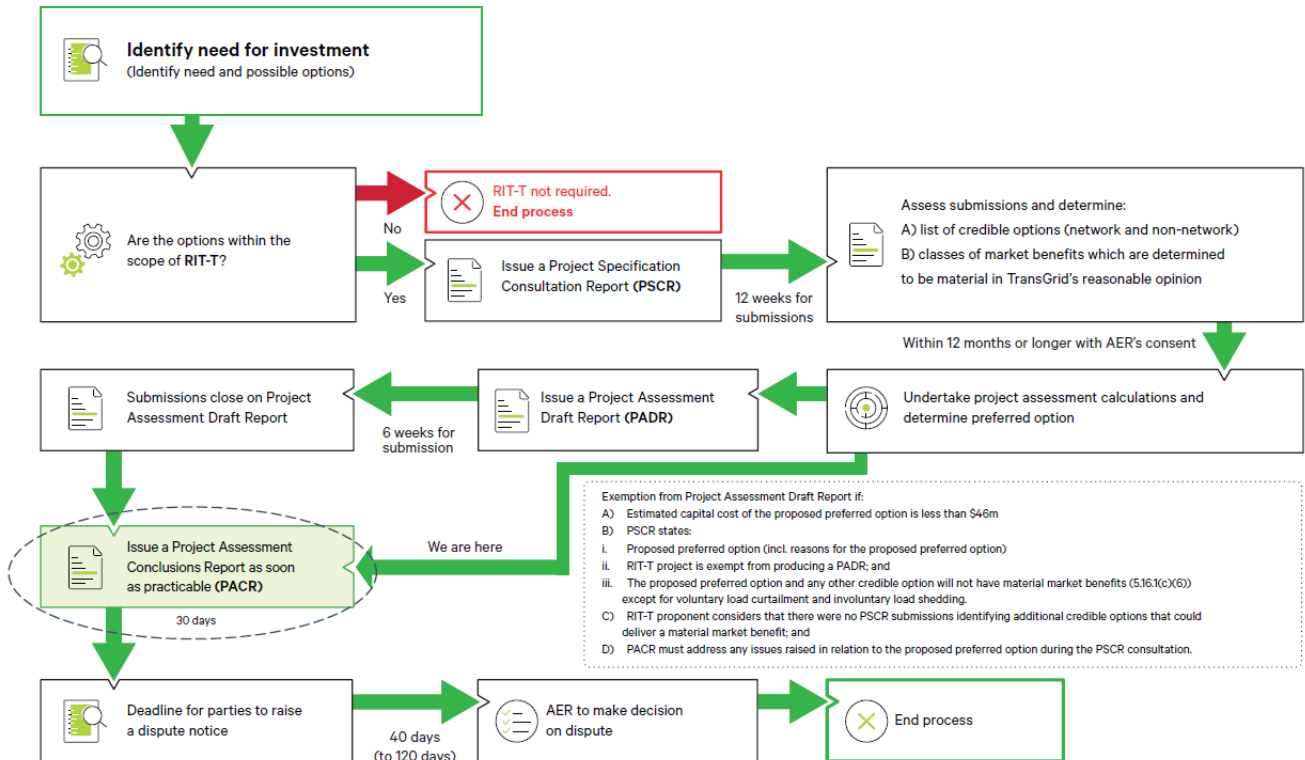 Identify need for investment
(Identify need and possible options)
Are the options within the
scope of RIT-T?
No
Yes
RIT-T not required.
End process
Issue a Project Specification
Consultation Report (PSCR)
12 weeks for
submissions
Assess submissions and determine:
A) list of credible options (network and non-network)
B) classes of market benefits which are determined
to be material in TransGrid's reasonable opinion
Within 12 months or longer with AER's consent
Undertake project assessment calculations and
determine preferred option
Issue a Project Assessment
Draft Report (PADR)
6 weeks for
submission
Submissions close on Project
Assessment Draft Report
Exemption from Project Assessment Draft Report if:
A) Estimated capital cost of the proposed preferred option is less than $46m
B) PSCR states:
i. Proposed preferred option (incl. reasons for the proposed preferred option)
ii. RIT-T project is exempt from producing a PADR; and
iii. The proposed preferred option and any other credible option will not have material market benefits (5.16.1(c)(6))
except for voluntary load curtailment and involuntary load shedding.
C) RIT-T proponent considers that there were no PSCR submissions identifying additional credible options that could
deliver a material market benefit; and
D) PACR must address any issues raised in relation to the proposed preferred option during the PSCR consultation.
We are here
Issue a Project Assessment
Conclusions Report as soon
as practicable (PACR)
30 days
Deadline for parties to raise
a dispute notice
40 days
(to 120 days)
AER to make decision
on dispute
End process